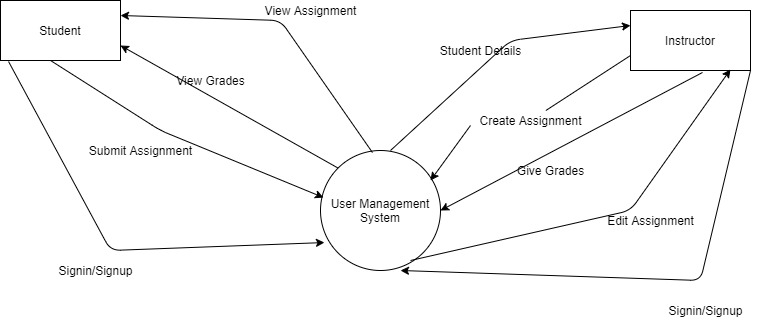 View Assignment
Student
Instructor
Student Details
View Grades
Create Assignment
Submit Assignment
Give Grades
User Management
System
Edit Assignment
Signin/Signup
Signin/Signup